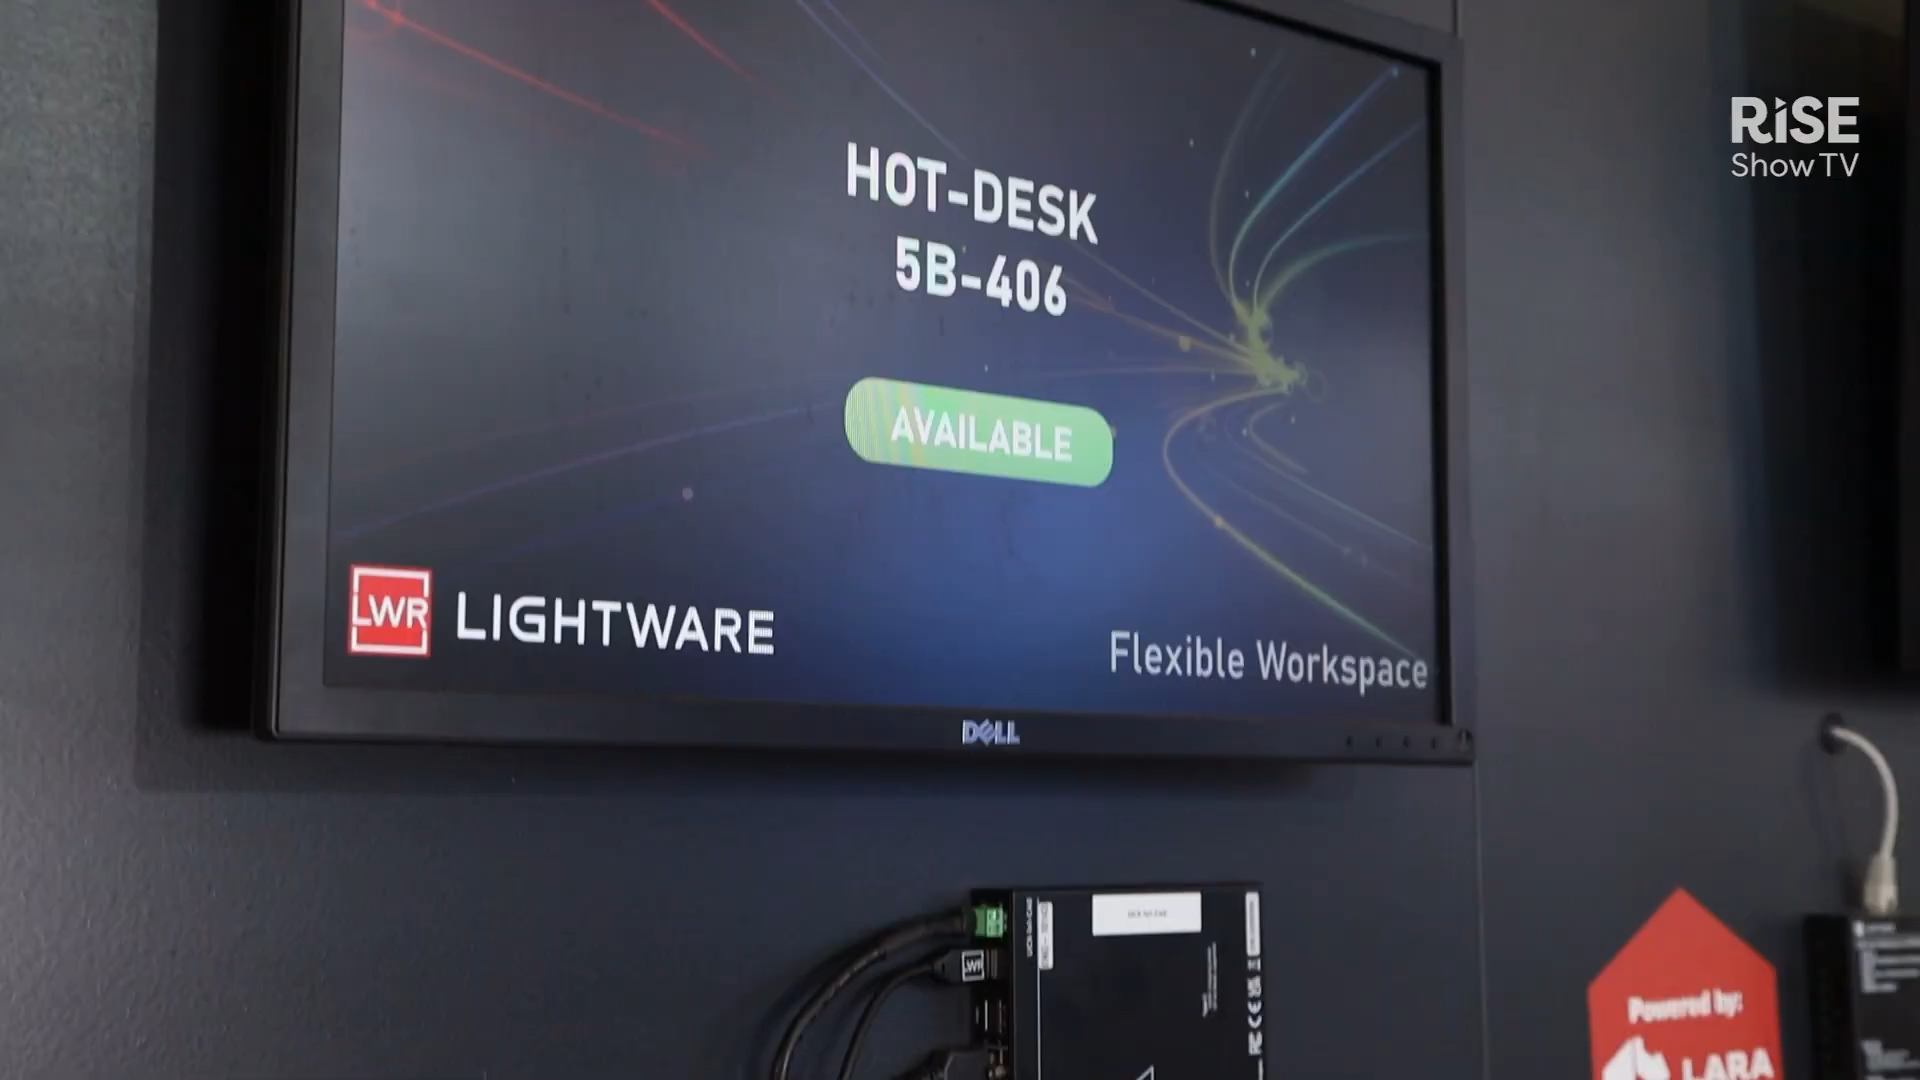 RiSE
Show TV
HOT-DESK
5B-406
AVAILABLE
LWR
LIGHTWARE
Flexible Workspace
DELL
Powered by:
LARA